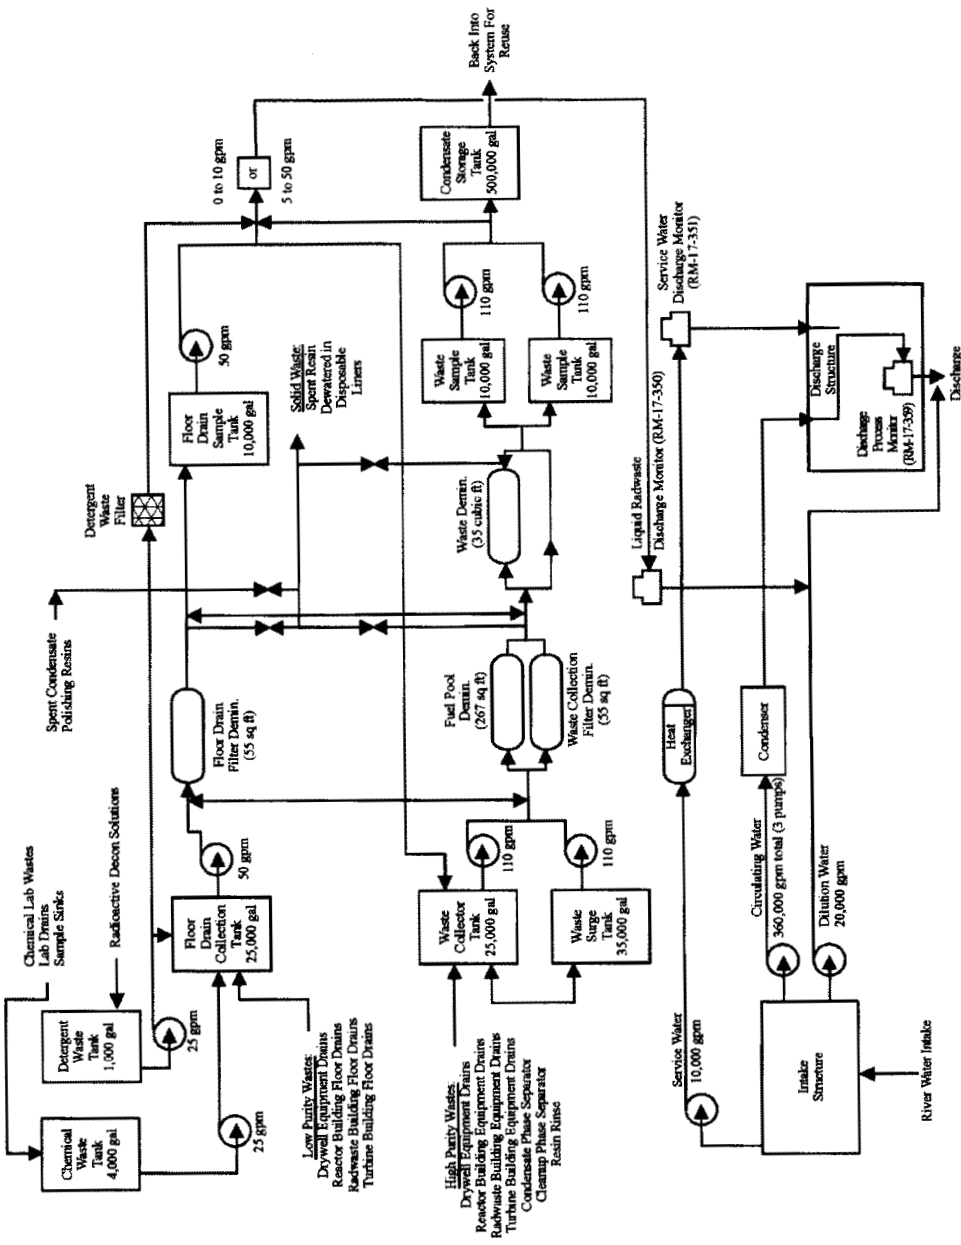 Chemical Lab Wastes
Lab Drains
Sample Sinks
Radioactive Decon Solutions
Chemical
Waste
Tank
4,000 gal
25 gpm
Detergent
Waste
Tank
1,000 gal
25 gpm
Floor
Drain
Collection
Tank
25,000 gal
50 gpm
Low Purity Wastes:
Drywell Equipment Drains
Reactor Building Floor Drains
Radwaste Building Floor Drains
Turbine Building Floor Drains
Spent Condensate
Polishing Resins
Floor Drain
Filter Demin.
(55 sq ft)
Detergent
Waste
Filter
Floor
Drain
Sample
Tank
10,000 gal
50 gpm
0 to 10 gpm
or
5 to 50 gpm
Solid Waste:
Spent Resin
Dewatered in
Disposable
Liners
High Purity Wastes:
Drywell Equipment Drains
Reactor Building Equipment Drains
Radwaste Building Equipment Drains
Turbine Building Equipment Drains
Condensate Phase Separator
Cleanup Phase Separator
Resin Rinse
Waste
Collector
Tank
25,000 gal
110 gpm
Waste
Surge
Tank
35,000 gal
110 gpm
Fuel Pool
Demin.
(267 sq ft)
Waste Collection
Filter Demin.
(55 sq ft)
Waste Demin.
(35 cubic ft)
Waste
Sample
Tank
10,000 gal
110 gpm
Waste
Sample
Tank
10,000 gal
110 gpm
Condensate
Storage
Tank
500,000 gal
Back Into
System For
Reuse
Liquid Radwaste
Discharge Monitor (RM-17-350)
Service Water
Discharge Monitor
(RM-17-351)
Service Water
10,000 gpm
Heat
Exchanger
Circulating Water
360,000 gpm total (3 pumps)
Condenser
Dilution Water
20,000 gpm
Intake
Structure
River Water Intake
Discharge
Structure
Discharge
Process
Monitor
(RM-17-359)
Discharge